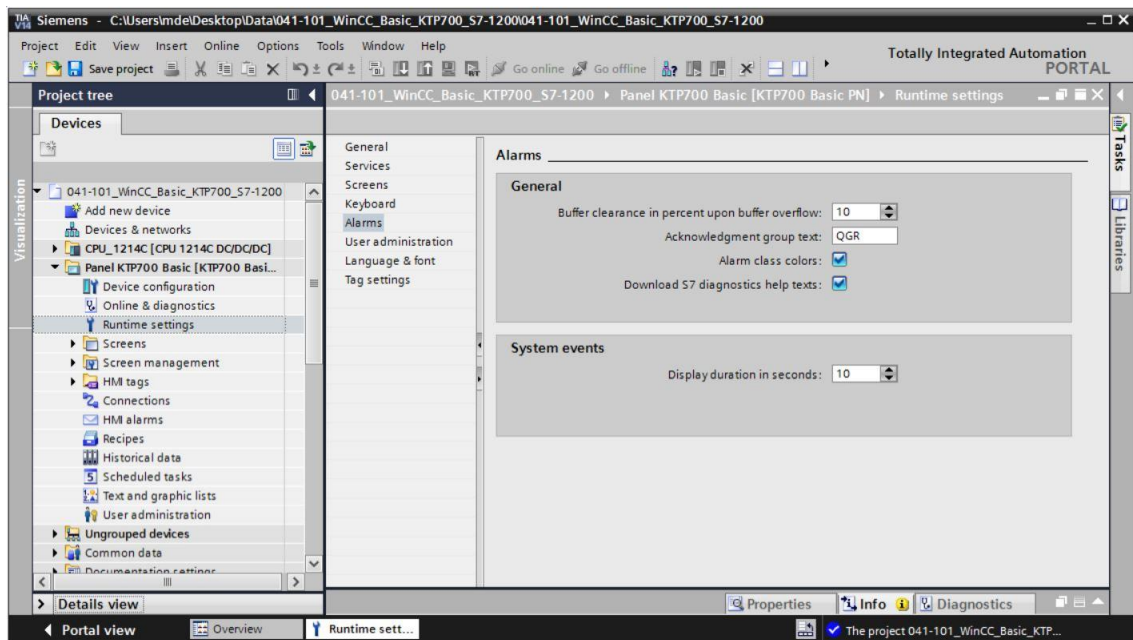 TIA
V14
Siemens - C:\Users\mde\Desktop\Data\041-101_WinCC_Basic_KTP700_S7-1200\041-101_WinCC_Basic_KTP700_S7-1200
Project Edit View Insert Online Options Tools Window Help
Totally Integrated Automation
PORTAL
Save project Go online Go offline
Project tree
041-101_WinCC_Basic_KTP700_S7-1200 Panel KTP700 Basic [KTP700 Basic PN] Runtime settings
Devices
Visualization
041-101_WinCC_Basic_KTP700_S7-1200
Add new device
Devices & networks
CPU_1214C [CPU 1214C DC/DC/DC]
Panel KTP700 Basic [KTP700 Basi...
Device configuration
Online & diagnostics
Runtime settings
Screens
Screen management
HMI tags
Connections
HMI alarms
Recipes
Historical data
5 Scheduled tasks
Text and graphic lists
User administration
Ungrouped devices
Common data
Documentation settings
Details view
General
Services
Screens
Keyboard
Alarms
User administration
Language & font
Tag settings
Alarms
General
Buffer clearance in percent upon buffer overflow: 10
Acknowledgment group text: QGR
Alarm class colors:
Download S7 diagnostics help texts:
System events
Display duration in seconds: 10
Tasks
Libraries
Properties Info Diagnostics
Portal view Overview Runtime sett... The project 041-101_WinCC_Basic_KTP...